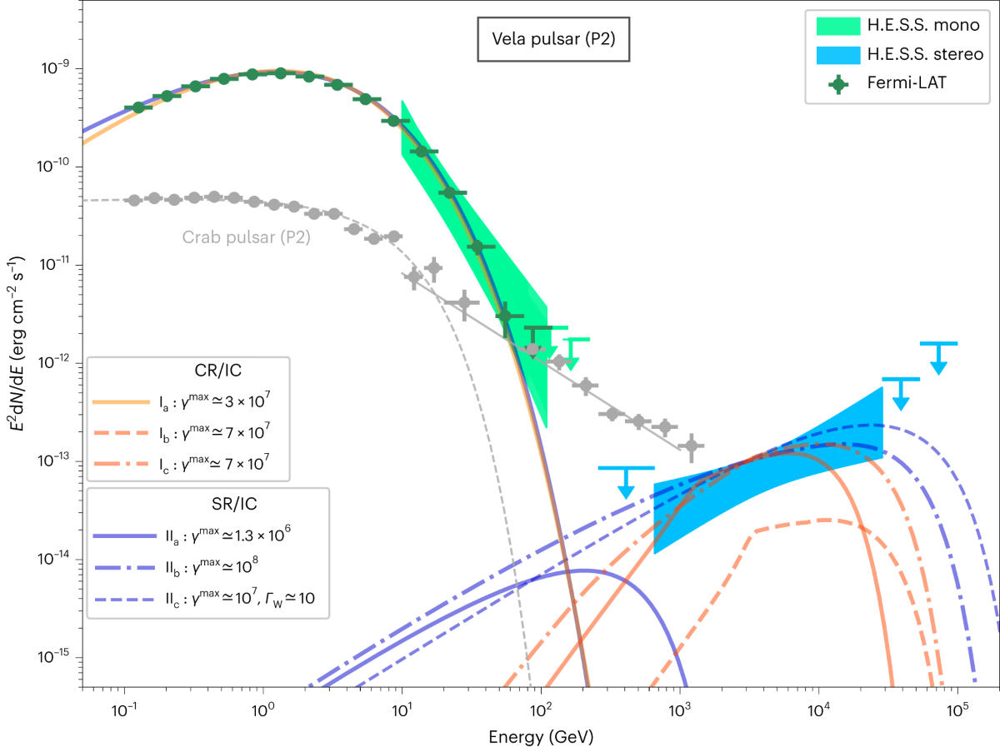 Vela pulsar (P2)
H.E.S.S. mono
H.E.S.S. stereo
Fermi-LAT
10⁻⁹
10⁻¹⁰
10⁻¹¹
10⁻¹²
10⁻¹³
10⁻¹⁴
10⁻¹⁵
E²dN/dE (erg cm⁻² s⁻¹)
Crab pulsar (P2)
CR/IC
Iₐ : γᵐᵃˣ ≃ 3 × 10⁷
I_b : γᵐᵃˣ ≃ 7 × 10⁷
I_c : γᵐᵃˣ ≃ 7 × 10⁷
SR/IC
IIₐ : γᵐᵃˣ ≃ 1.3 × 10⁶
II_b : γᵐᵃˣ ≃ 10⁸
II_c : γᵐᵃˣ ≃ 10⁷, Γ_W ≃ 10
10⁻¹ 10⁰ 10¹ 10² 10³ 10⁴ 10⁵
Energy (GeV)